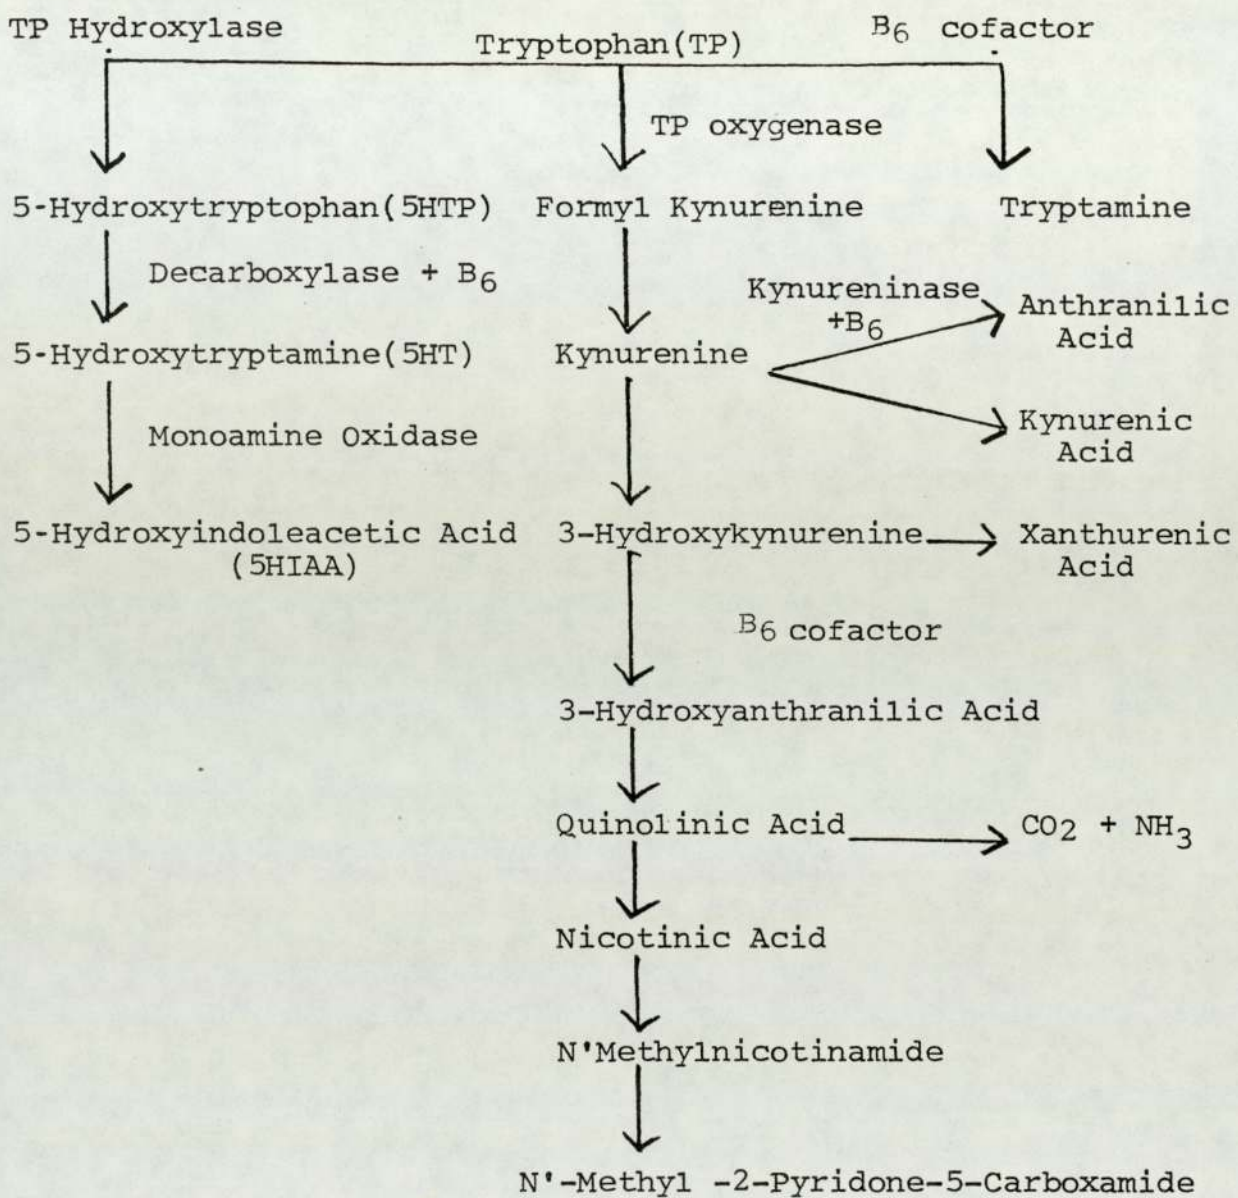 TP Hydroxylase
Tryptophan(TP)
B6 cofactor
TP oxygenase
5-Hydroxytryptophan(5HTP)
Formyl Kynurenine
Tryptamine
Decarboxylase + B6
Kynureninase
+B6
Anthranilic
Acid
5-Hydroxytryptamine(5HT)
Kynurenine
Kynurenic
Acid
Monoamine Oxidase
5-Hydroxyindoleacetic Acid
(5HIAA)
3-Hydroxykynurenine
Xanthurenic
Acid
B6 cofactor
3-Hydroxyanthranilic Acid
Quinolinic Acid
CO2 + NH3
Nicotinic Acid
N'Methylnicotinamide
N'-Methyl -2-Pyridone-5-Carboxamide